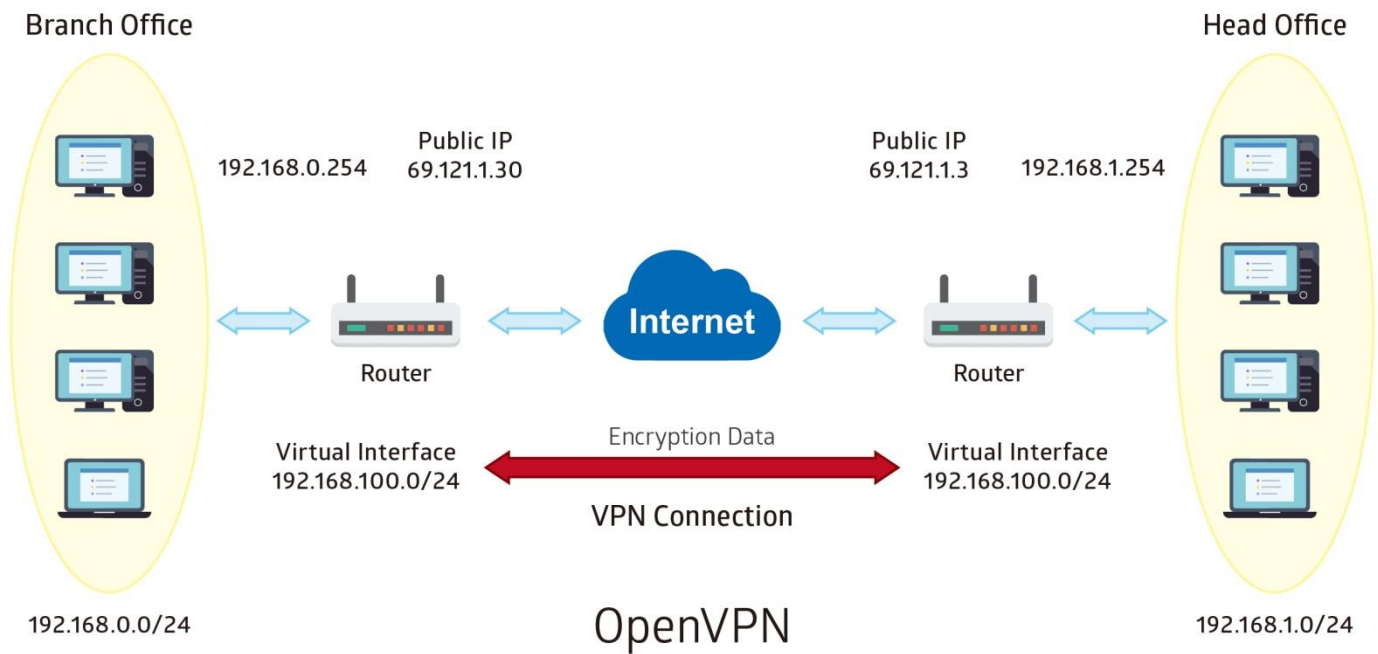 Branch Office
Head Office
Public IP
69.121.1.30
192.168.0.254
Public IP
69.121.1.3
192.168.1.254
Internet
Router
Router
Virtual Interface
192.168.100.0/24
Encryption Data
VPN Connection
Virtual Interface
192.168.100.0/24
192.168.0.0/24
OpenVPN
192.168.1.0/24